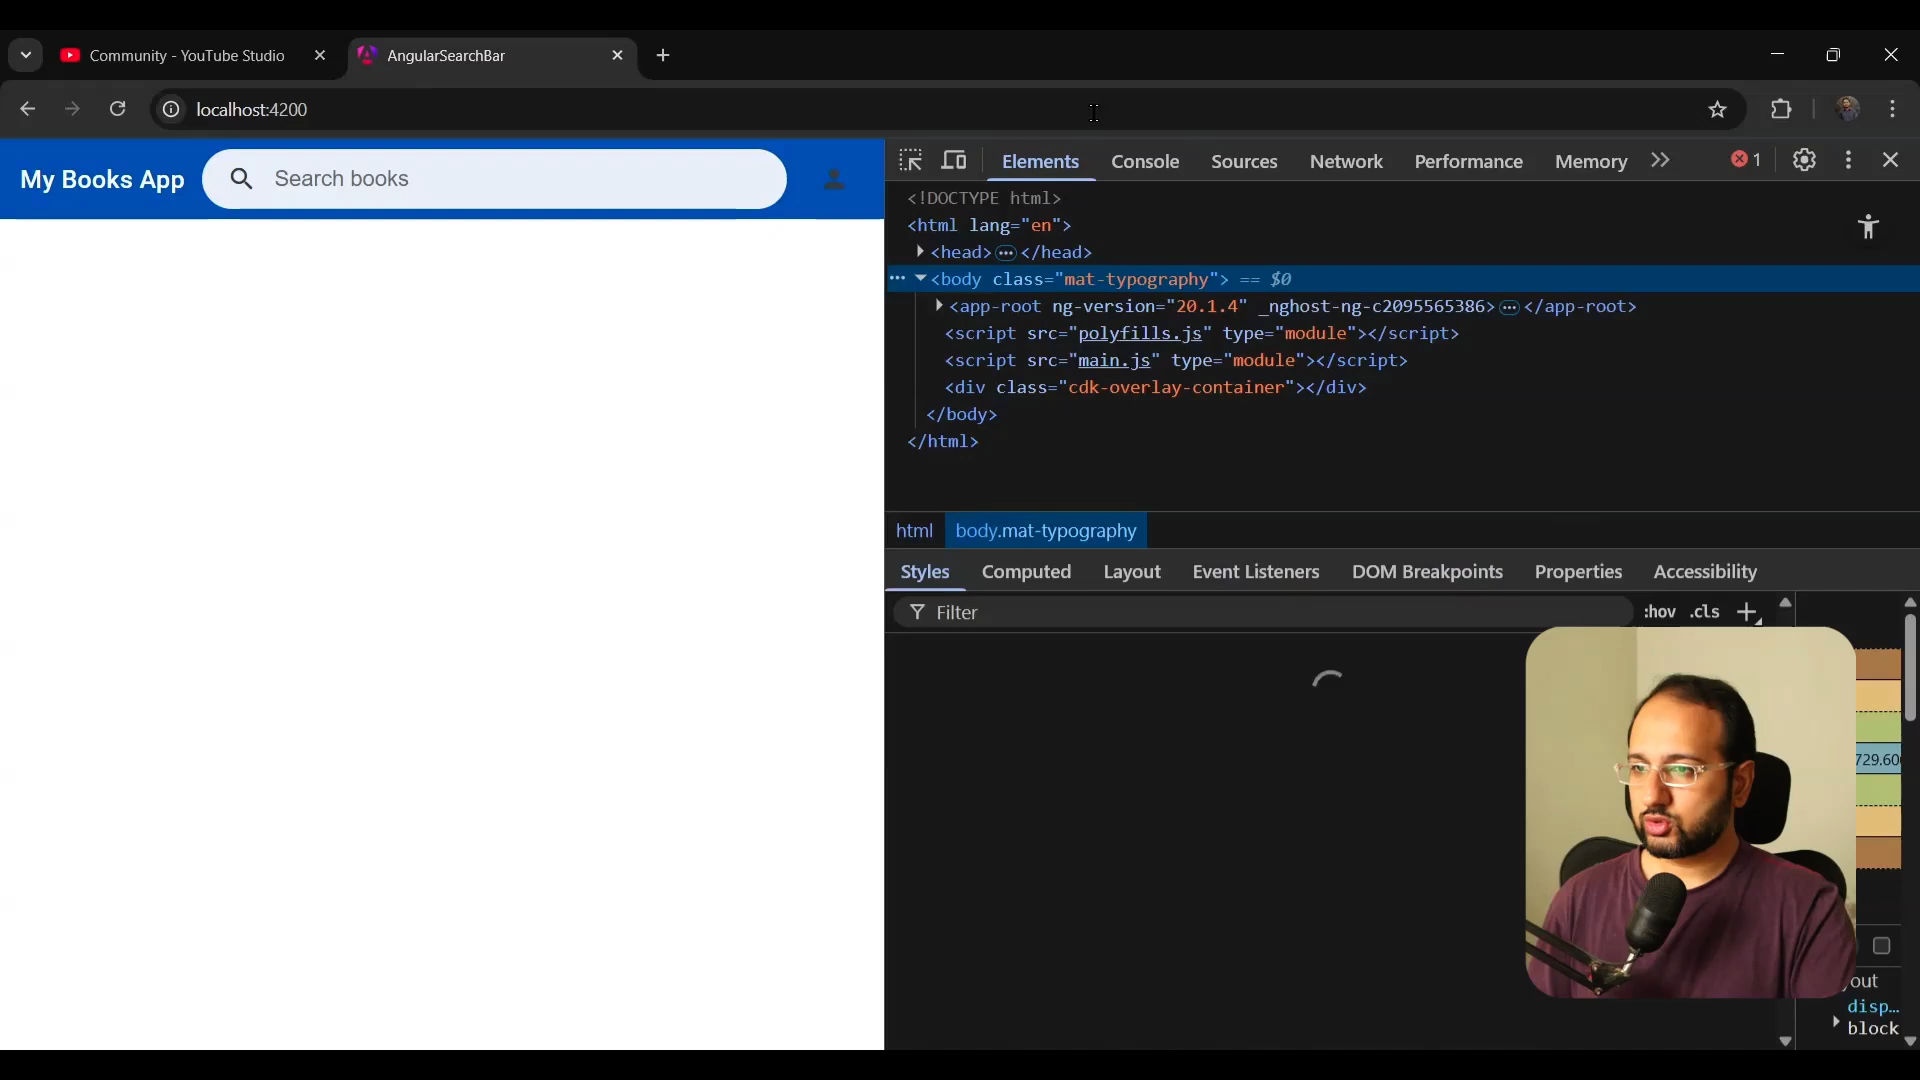 Community - YouTube Studio
AngularSearchBar
localhost:4200
My Books App
Search books
Elements
Console
Sources
Network
Performance
Memory
1
<!DOCTYPE html>
<html lang="en">
<head>
</head>
<body class="mat-typography"> == $0
<app-root ng-version="20.1.4" _nghost-ng-c2095565386>
</app-root>
<script src="polyfills.js" type="module"></script>
<script src="main.js" type="module"></script>
<div class="cdk-overlay-container"></div>
</body>
</html>
html
body.mat-typography
Styles
Computed
Layout
Event Listeners
DOM Breakpoints
Properties
Accessibility
Filter
:hov
.cls
729.60
out
disp...
block